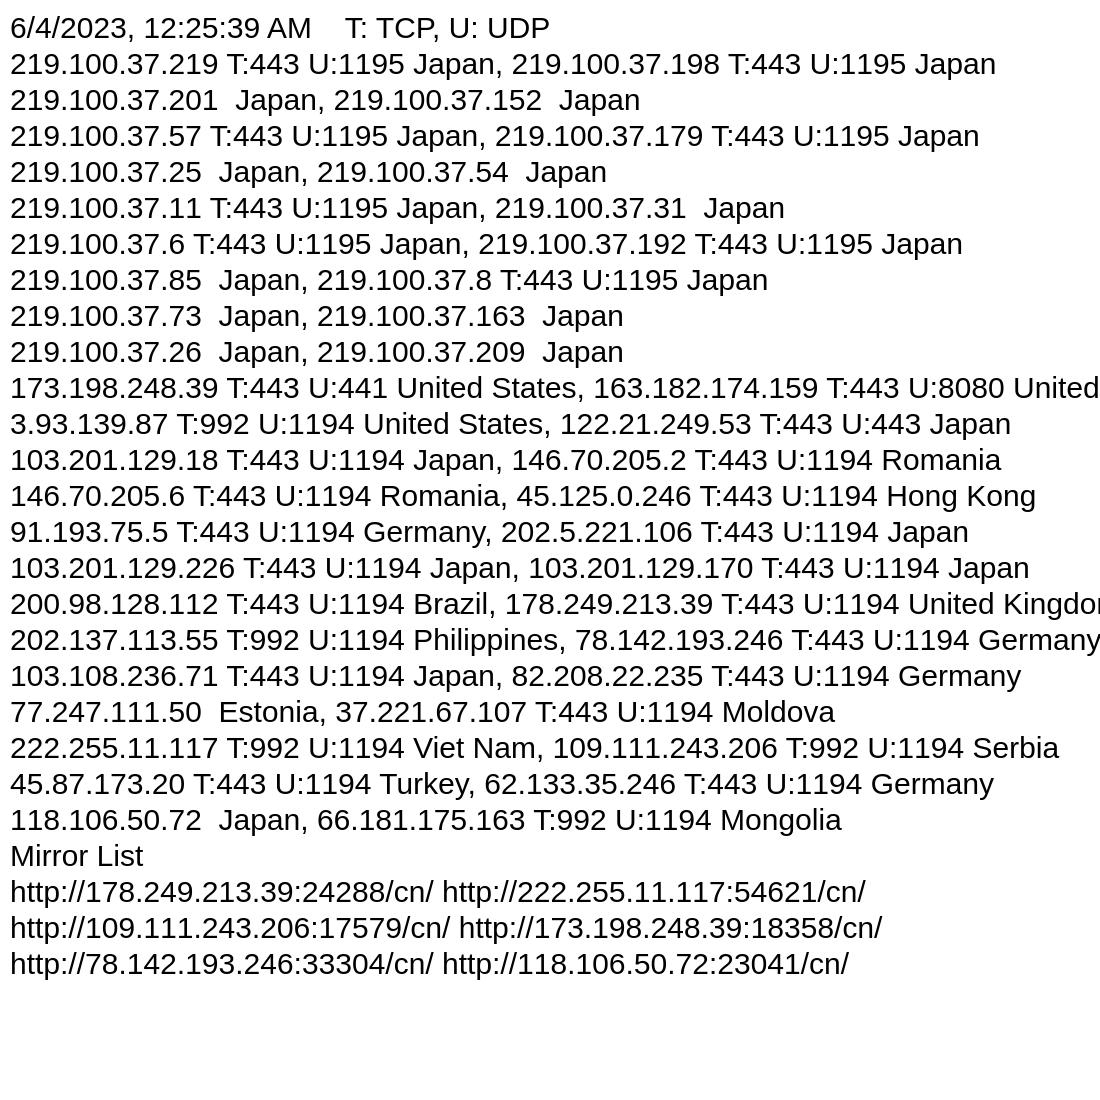 6/4/2023, 12:25:39 AM    T: TCP, U: UDP
219.100.37.219 T:443 U:1195 Japan, 219.100.37.198 T:443 U:1195 Japan
219.100.37.201  Japan, 219.100.37.152  Japan
219.100.37.57 T:443 U:1195 Japan, 219.100.37.179 T:443 U:1195 Japan
219.100.37.25  Japan, 219.100.37.54  Japan
219.100.37.11 T:443 U:1195 Japan, 219.100.37.31  Japan
219.100.37.6 T:443 U:1195 Japan, 219.100.37.192 T:443 U:1195 Japan
219.100.37.85  Japan, 219.100.37.8 T:443 U:1195 Japan
219.100.37.73  Japan, 219.100.37.163  Japan
219.100.37.26  Japan, 219.100.37.209  Japan
173.198.248.39 T:443 U:441 United States, 163.182.174.159 T:443 U:8080 United
3.93.139.87 T:992 U:1194 United States, 122.21.249.53 T:443 U:443 Japan
103.201.129.18 T:443 U:1194 Japan, 146.70.205.2 T:443 U:1194 Romania
146.70.205.6 T:443 U:1194 Romania, 45.125.0.246 T:443 U:1194 Hong Kong
91.193.75.5 T:443 U:1194 Germany, 202.5.221.106 T:443 U:1194 Japan
103.201.129.226 T:443 U:1194 Japan, 103.201.129.170 T:443 U:1194 Japan
200.98.128.112 T:443 U:1194 Brazil, 178.249.213.39 T:443 U:1194 United Kingdom
202.137.113.55 T:992 U:1194 Philippines, 78.142.193.246 T:443 U:1194 Germany
103.108.236.71 T:443 U:1194 Japan, 82.208.22.235 T:443 U:1194 Germany
77.247.111.50  Estonia, 37.221.67.107 T:443 U:1194 Moldova
222.255.11.117 T:992 U:1194 Viet Nam, 109.111.243.206 T:992 U:1194 Serbia
45.87.173.20 T:443 U:1194 Turkey, 62.133.35.246 T:443 U:1194 Germany
118.106.50.72  Japan, 66.181.175.163 T:992 U:1194 Mongolia
Mirror List
http://178.249.213.39:24288/cn/ http://222.255.11.117:54621/cn/
http://109.111.243.206:17579/cn/ http://173.198.248.39:18358/cn/
http://78.142.193.246:33304/cn/ http://118.106.50.72:23041/cn/